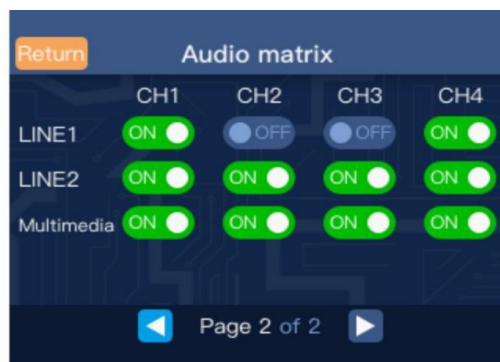 Return Audio matrix
CH1 CH2 CH3 CH4
LINE1 ON OFF OFF ON
LINE2 ON ON ON ON
Multimedia ON ON ON ON
Page 2 of 2